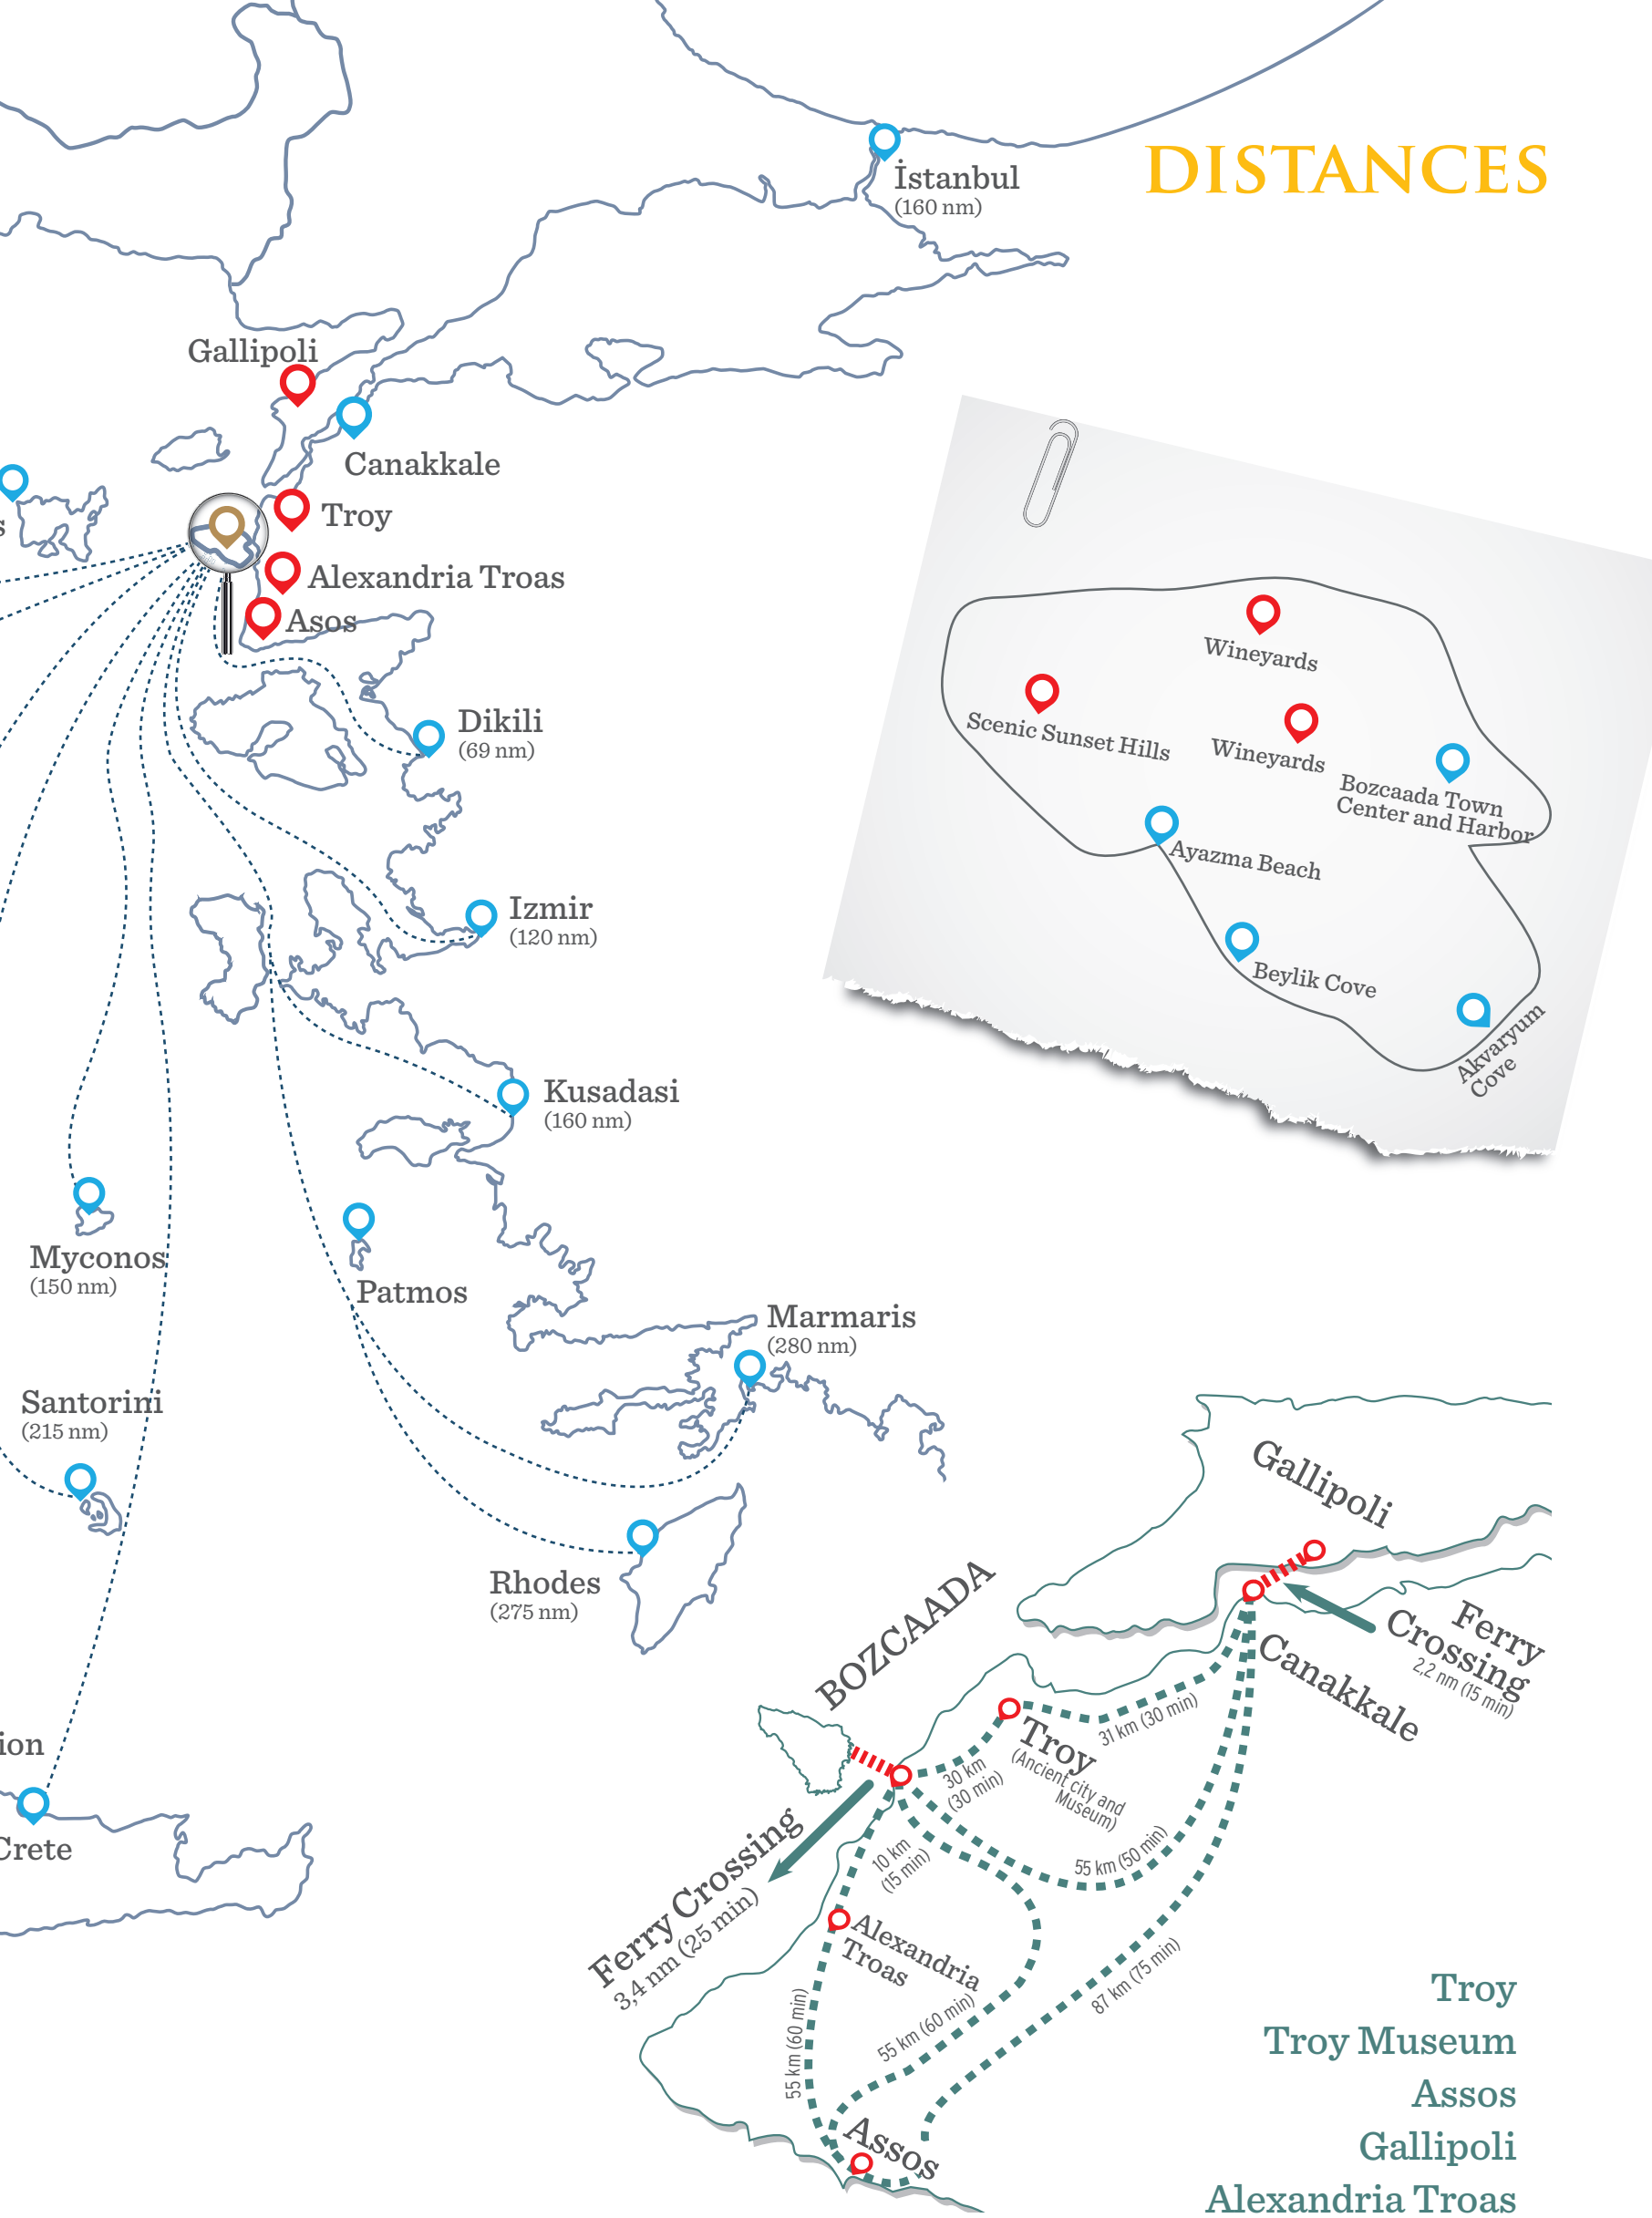 DISTANCES
İstanbul
(160 nm)
Gallipoli
Canakkale
s
Troy
Alexandria Troas
Asos
Dikili
(69 nm)
Izmir
(120 nm)
Kusadasi
(160 nm)
Myconos
(150 nm)
Patmos
Marmaris
(280 nm)
Santorini
(215 nm)
Rhodes
(275 nm)
ion
Crete
Wineyards
Scenic Sunset Hills
Wineyards
Bozcaada Town
Center and Harbor
Ayazma Beach
Beylik Cove
Akvaryum
Cove
Gallipoli
Ferry
Crossing
2,2 nm (15 min)
Canakkale
BOZCAADA
31 km (30 min)
Troy
(Ancient city and
Museum)
30 km
(30 min)
Ferry Crossing
3,4 nm (25 min)
10 km
(15 min)
55 km (50 min)
Alexandria
Troas
87 km (75 min)
55 km (60 min)
55 km (60 min)
Assos
Troy
Troy Museum
Assos
Gallipoli
Alexandria Troas